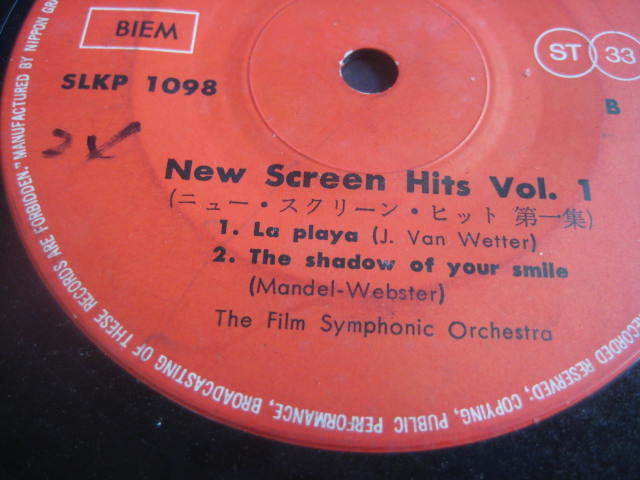 BIEM
ST 33
SLKP 1098
B
New Screen Hits Vol. 1
(ニュー・スクリーン・ヒット 第一集)
1. La playa (J. Van Wetter)
2. The shadow of your smile
(Mandel-Webster)
The Film Symphonic Orchestra
RECORDED RESERVED; COPYING, PUBLIC PERFORMANCE, BROADCASTING OF THESE RECORDS ARE FORBIDDEN." MANUFACTURED BY NIPPON GRA